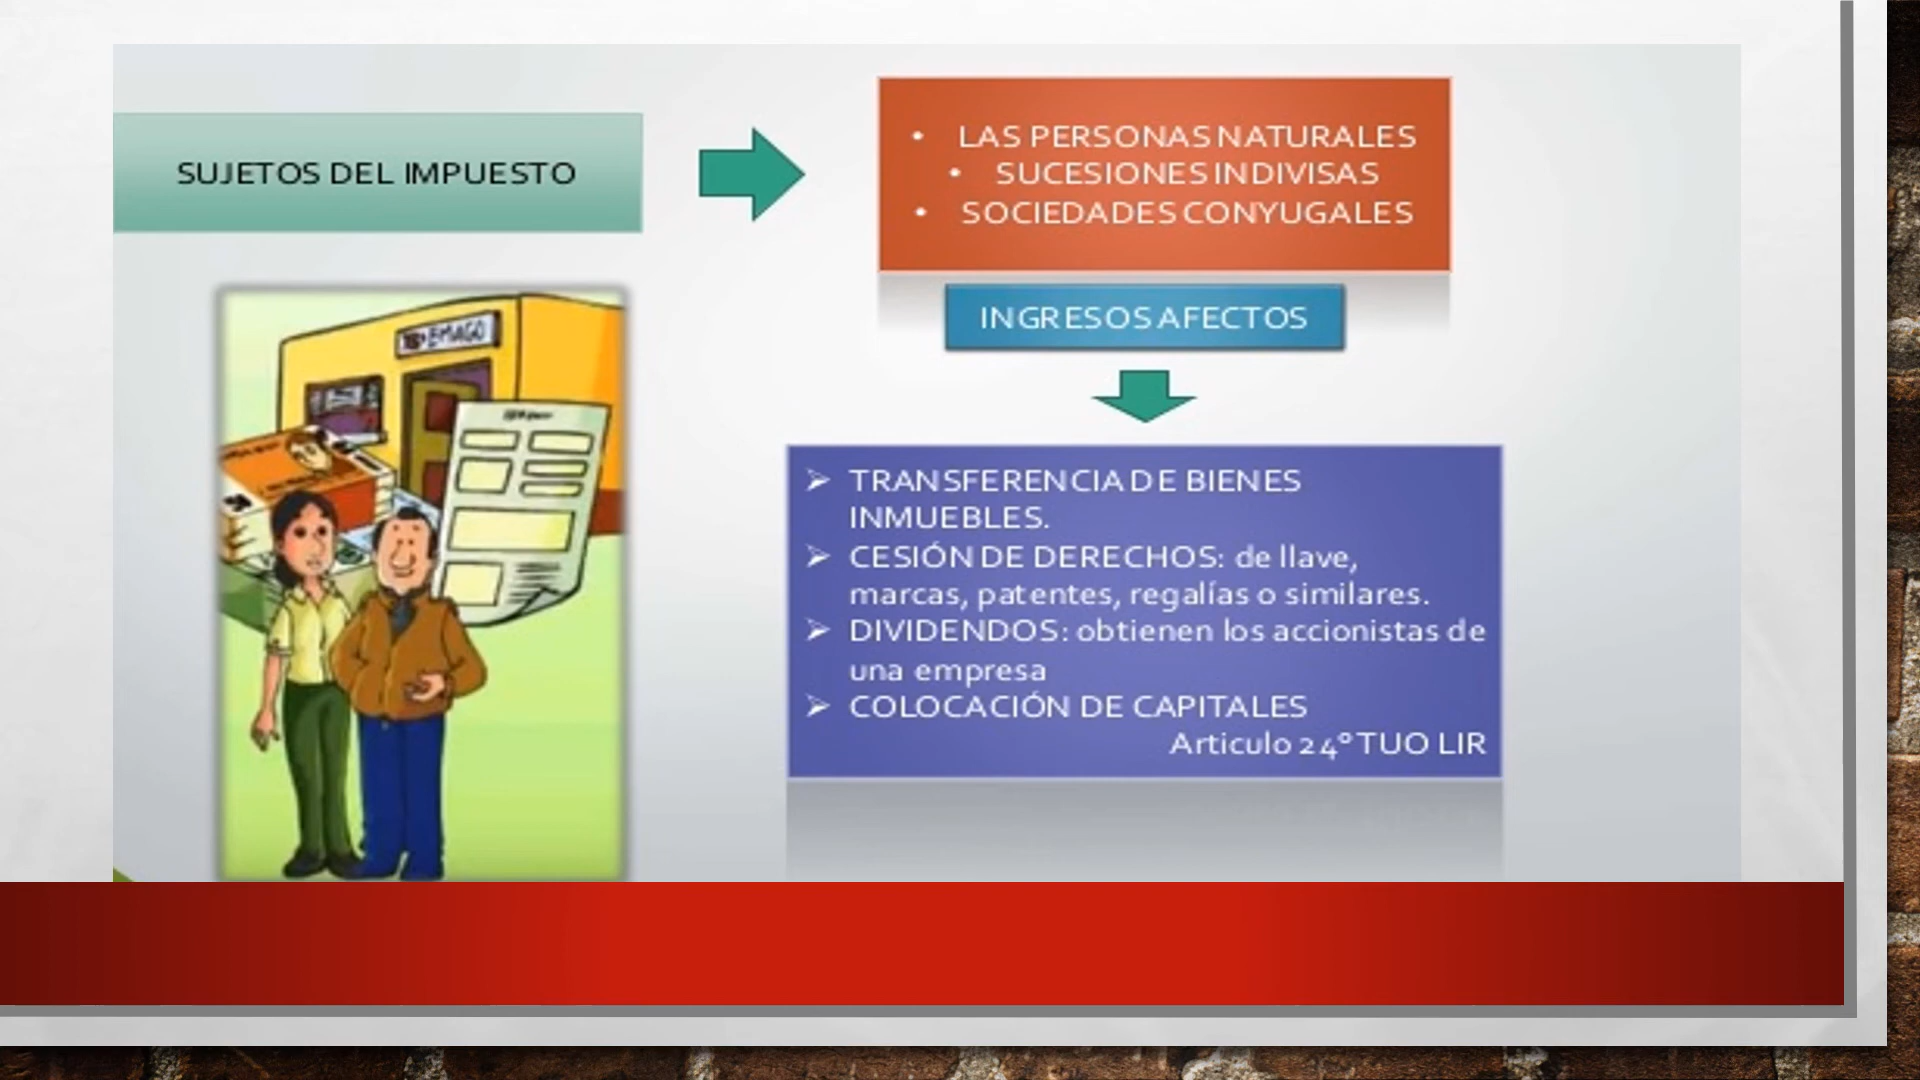 SUJETOS DEL IMPUESTO
• LAS PERSONAS NATURALES
• SUCESIONES INDIVISAS
• SOCIEDADES CONYUGALES
INGRESOS AFECTOS
➢ TRANSFERENCIA DE BIENES
INMUEBLES.
➢ CESIÓN DE DERECHOS: de llave,
marcas, patentes, regalías o similares.
➢ DIVIDENDOS: obtienen los accionistas de
una empresa
➢ COLOCACIÓN DE CAPITALES
Articulo 24° TUO LIR